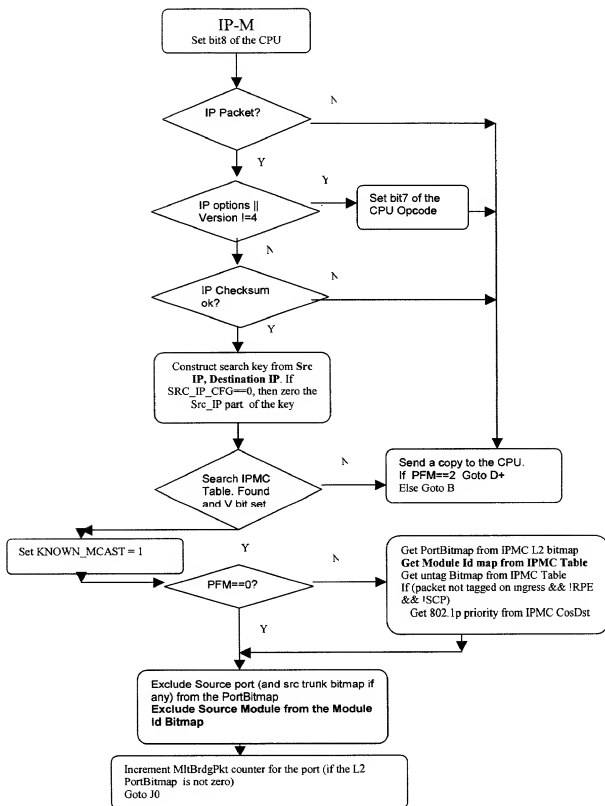 IP-M
Set bit8 of the CPU
N
IP Packet?
Y
Y
IP options ||
Version !=4
Set bit7 of the
CPU Opcode
N
N
IP Checksum
ok?
Y
Construct search key from Src
IP, Destination IP. If
SRC_IP_CFG==0, then zero the
Src_IP part of the key
N
Search IPMC
Table. Found
and V bit set
Send a copy to the CPU.
If PFM==2 Goto D+
Else Goto B
Set KNOWN_MCAST = 1
Y
N
PFM==0?
Get PortBitmap from IPMC L2 bitmap
Get Module Id map from IPMC Table
Get untag Bitmap from IPMC Table
If (packet not tagged on ingress && !RPE
&& !SCP)
Get 802.1p priority from IPMC CosDst
Y
Exclude Source port (and src trunk bitmap if
any) from the PortBitmap
Exclude Source Module from the Module
Id Bitmap
Increment MltBrdgPkt counter for the port (if the L2
PortBitmap is not zero)
Goto J0